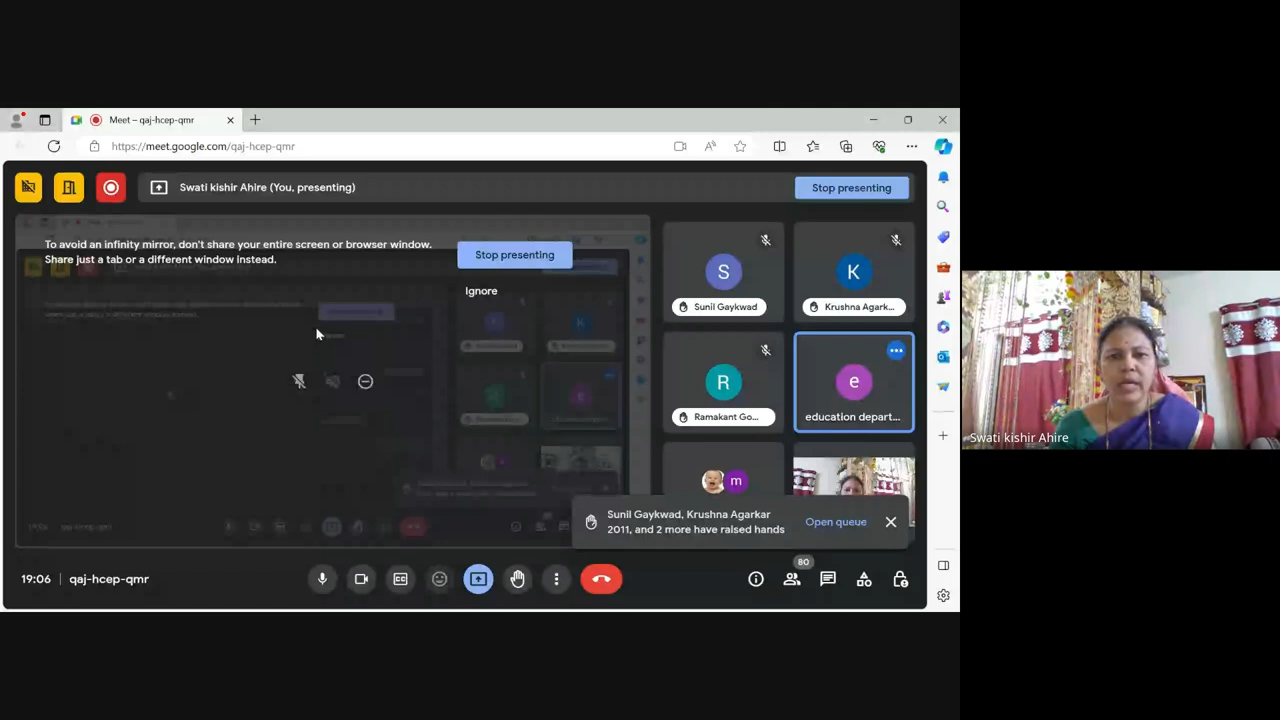 Meet – qaj-hcep-qmr
https://meet.google.com/qaj-hcep-qmr
Swati kishir Ahire (You, presenting)
Stop presenting
To avoid an infinity mirror, don't share your entire screen or browser window.
Share just a tab or a different window instead.
Stop presenting
Ignore
S
Sunil Gaykwad
K
Krushna Agark...
R
Ramakant Go...
e
education depart...
m
Sunil Gaykwad, Krushna Agarkar
2011, and 2 more have raised hands
Open queue
19:06 | qaj-hcep-qmr
80
Swati kishir Ahire